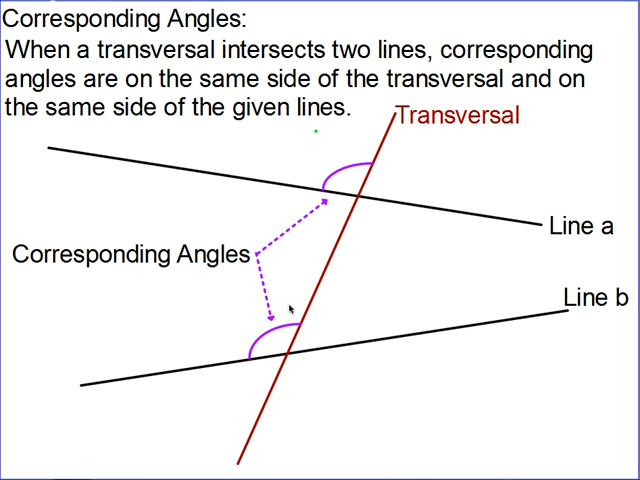 Corresponding Angles:
When a transversal intersects two lines, corresponding
angles are on the same side of the transversal and on
the same side of the given lines.
Transversal
Line a
Corresponding Angles
Line b